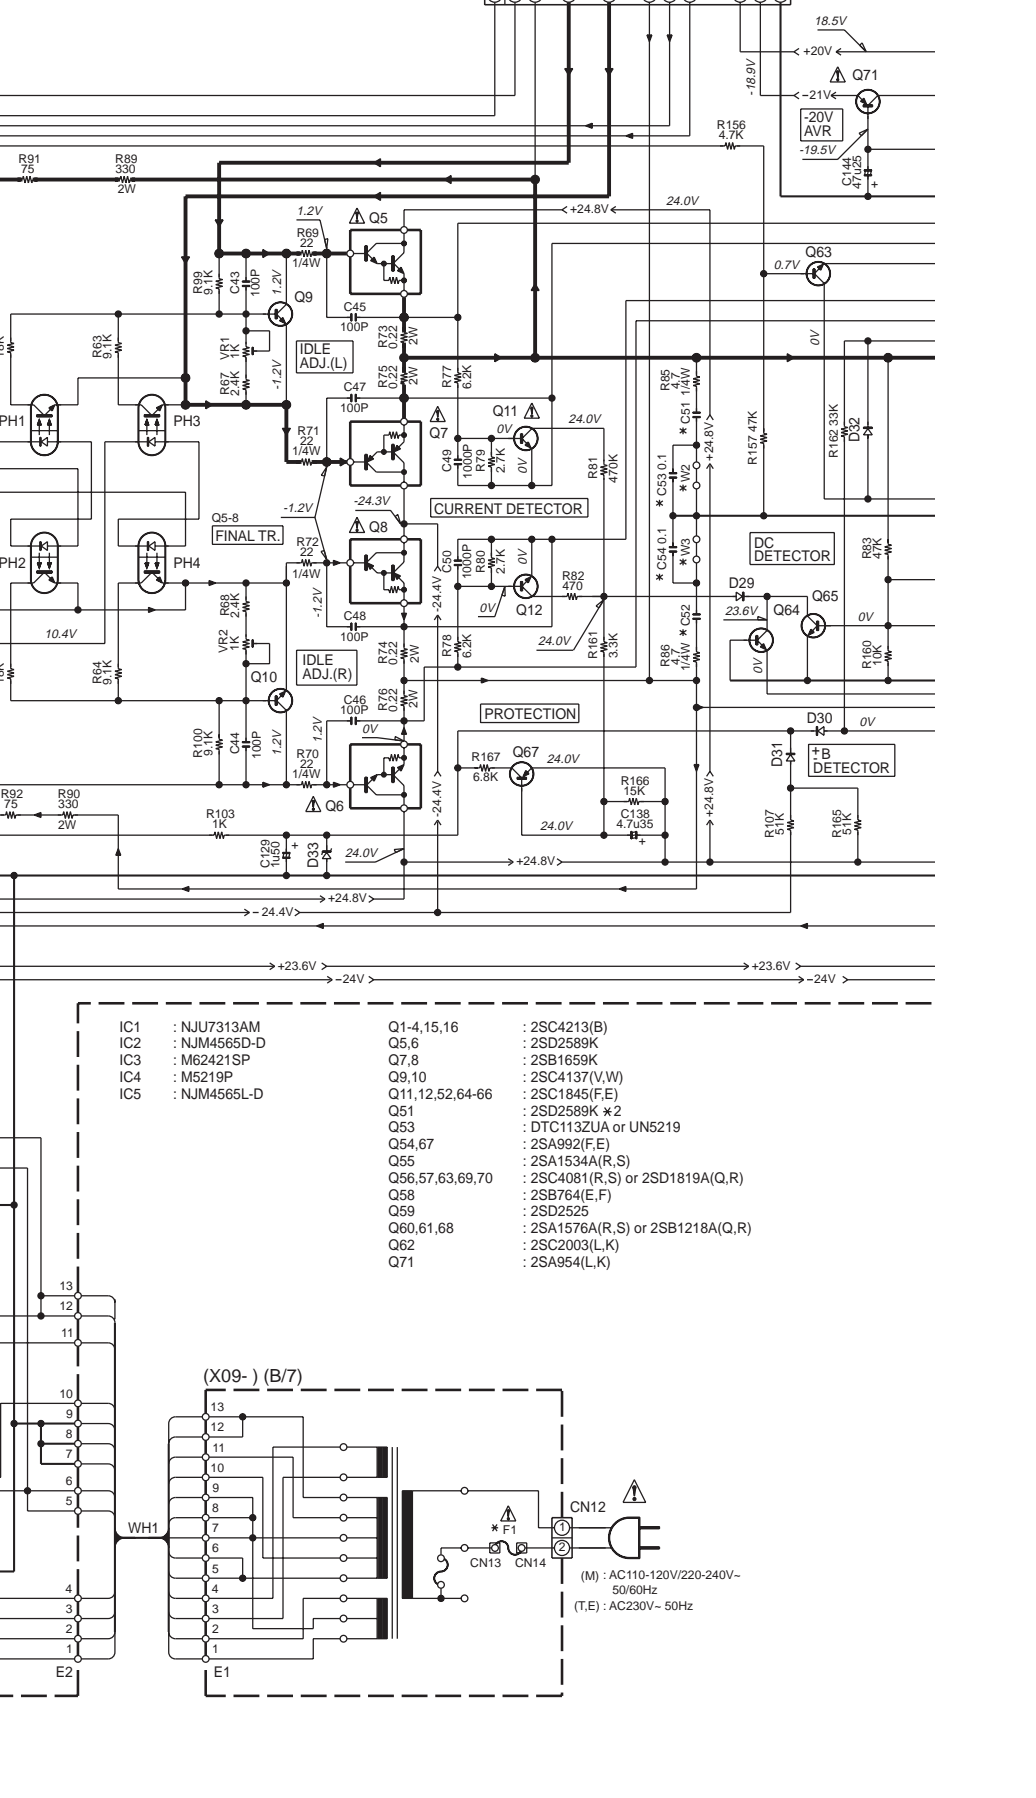 18.5V
+20V
-18.9V
Q71
−21V
-20V
AVR
-19.5V
C144
47u25
+
R156
4.7K
R91
75
R89
330
2W
24.0V
+24.8V
1.2V
Q5
R69
22
1/4W
Q63
0.7V
R99
9.1K
C43
100P
1.2V
Q9
C45
100P
R73
0.22
2W
0V
R63
9.1K
VR1
1K
IDLE
ADJ.(L)
R67
2.4K
-1.2V
R75
0.22
2W
R77
6.2K
R85
4.7
1/4W
C47
100P
PH1
PH3
Q7
Q11
24.0V
0V
✱ C51
+24.8V
R157 47K
R162 33K
D32
R71
22
1/4W
C49
1000P
R79
2.7K
0V
R81
470K
✱ C53 0.1
✱ W2
-24.3V
CURRENT DETECTOR
-1.2V
Q5-8
FINAL TR.
Q8
✱ C54 0.1
✱ W3
DC
DETECTOR
R83
47K
PH2
PH4
R72
22
1/4W
C50
1000P
R80
2.7K
0V
Q12
R82
470
D29
Q64
Q65
-24.4V
R68
2.4K
-1.2V
C48
100P
0V
23.6V
0V
✱ C52
10.4V
VR2
1K
IDLE
ADJ.(R)
R74
0.22
2W
R78
6.2K
24.0V
R161
3.3K
R86
4.7
1/4W
0V
R160
10K
R64
9.1K
Q10
R76
0.22
2W
C46
100P
PROTECTION
D30
0V
R100
9.1K
C44
100P
1.2V
1.2V
0V
R70
22
1/4W
R167
6.8K
Q67
24.0V
D31
+
-B
DETECTOR
R92
75
R90
330
2W
Q6
-24.4V
R166
15K
+24.8V
R103
1K
24.0V
C138
4.7u35
+
R107
51K
R165
51K
C129
1u50
+
D33
24.0V
+24.8V
+24.8V
−24.4V
+23.6V
−24V
+23.6V
−24V
IC1 : NJU7313AM
IC2 : NJM4565D-D
IC3 : M62421SP
IC4 : M5219P
IC5 : NJM4565L-D
Q1-4,15,16 : 2SC4213(B)
Q5,6 : 2SD2589K
Q7,8 : 2SB1659K
Q9,10 : 2SC4137(V,W)
Q11,12,52,64-66 : 2SC1845(F,E)
Q51 : 2SD2589K ✱2
Q53 : DTC113ZUA or UN5219
Q54,67 : 2SA992(F,E)
Q55 : 2SA1534A(R,S)
Q56,57,63,69,70 : 2SC4081(R,S) or 2SD1819A(Q,R)
Q58 : 2SB764(E,F)
Q59 : 2SD2525
Q60,61,68 : 2SA1576A(R,S) or 2SB1218A(Q,R)
Q62 : 2SC2003(L,K)
Q71 : 2SA954(L,K)
13
12
11
10
9
8
7
6
5
4
3
2
1
E2
WH1
(X09- ) (B/7)
13
12
11
10
9
8
7
6
5
4
3
2
1
E1
✱ F1
CN13 CN14
CN12
1
2
(M) : AC110-120V/220-240V~
50/60Hz
(T,E) : AC230V~ 50Hz